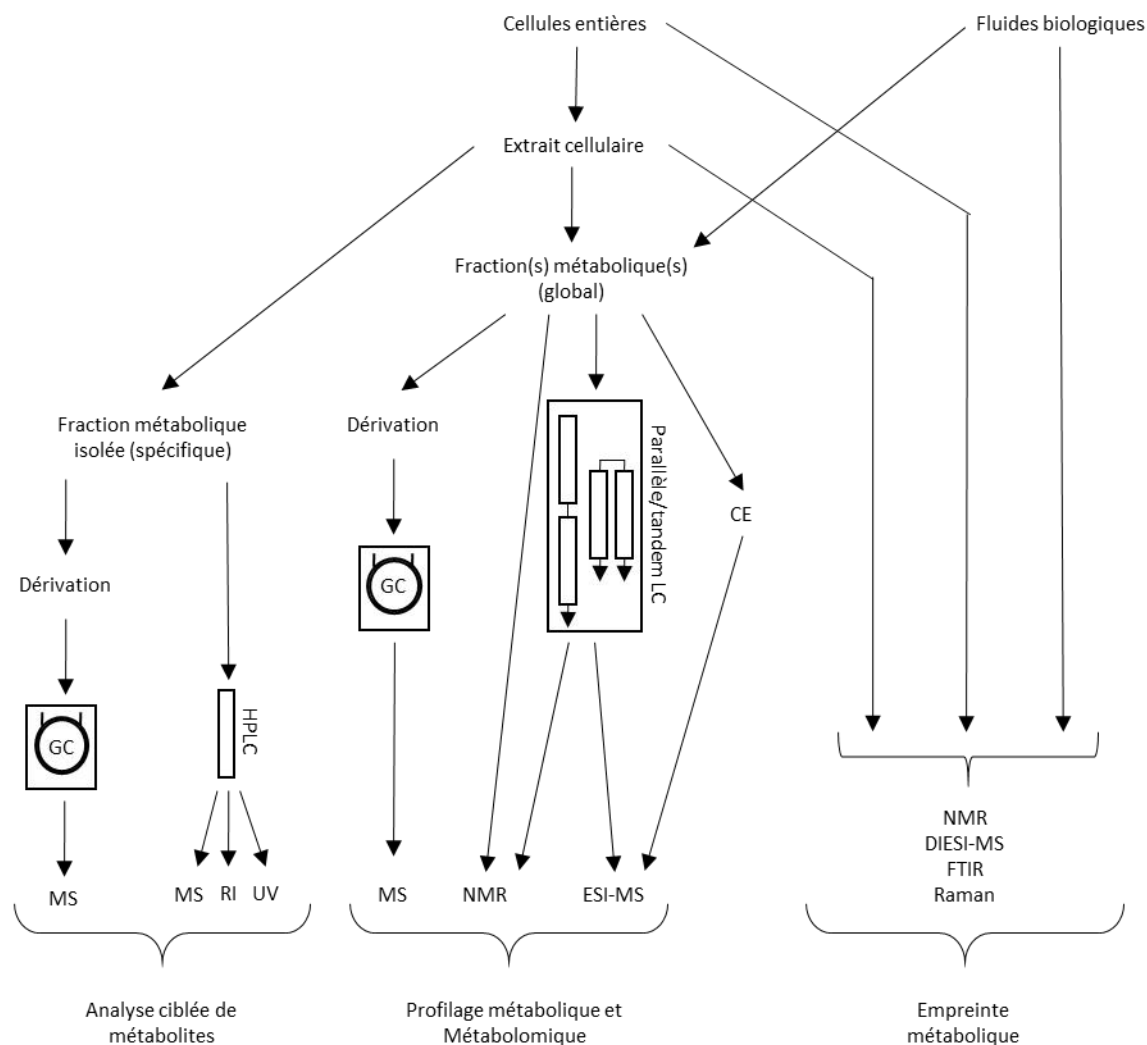 Cellules entières
Fluides biologiques
Extrait cellulaire
Fraction(s) métabolique(s)
(global)
Fraction métabolique
isolée (spécifique)
Dérivation
Parallèle/tandem LC
CE
Dérivation
GC
HPLC
GC
MS
MS RI UV
MS
NMR
ESI-MS
NMR
DIESI-MS
FTIR
Raman
Analyse ciblée de
métabolites
Profilage métabolique et
Métabolomique
Empreinte
métabolique